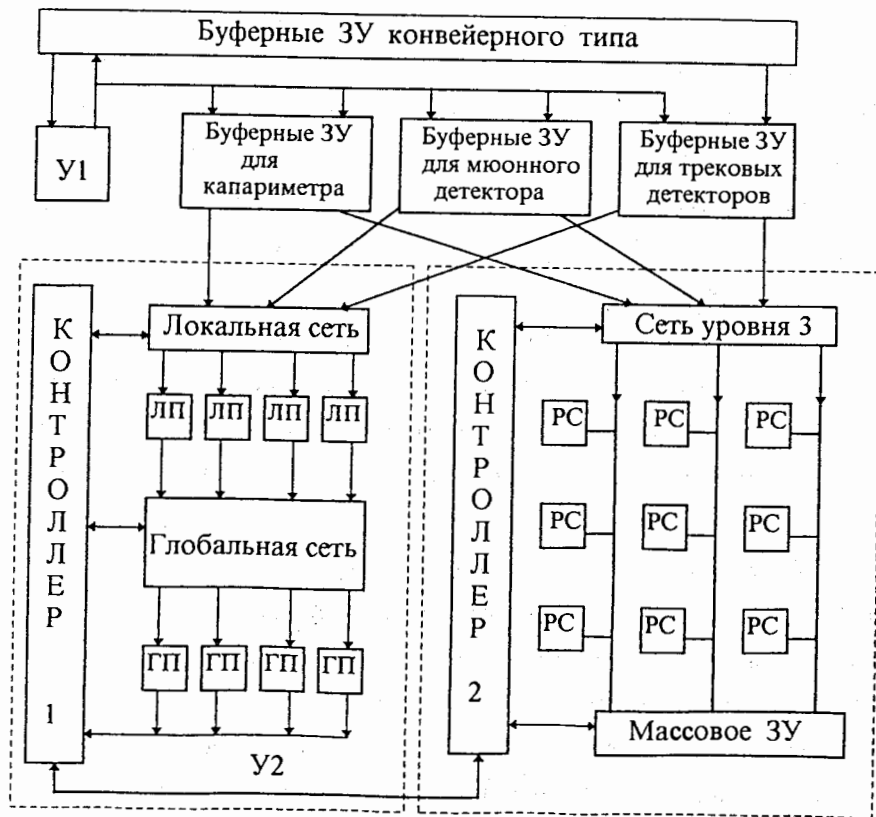 Буферные ЗУ конвейерного типа
У1
Буферные ЗУ
для
капариметра
Буферные ЗУ
для мюонного
детектора
Буферные ЗУ
для трековых
детекторов
КОНТРОЛЛЕР
1
Локальная сеть
ЛП ЛП ЛП ЛП
Глобальная сеть
ГП ГП ГП ГП
У2
КОНТРОЛЛЕР
2
Сеть уровня 3
РС РС РС
РС РС РС
РС РС РС
Массовое ЗУ